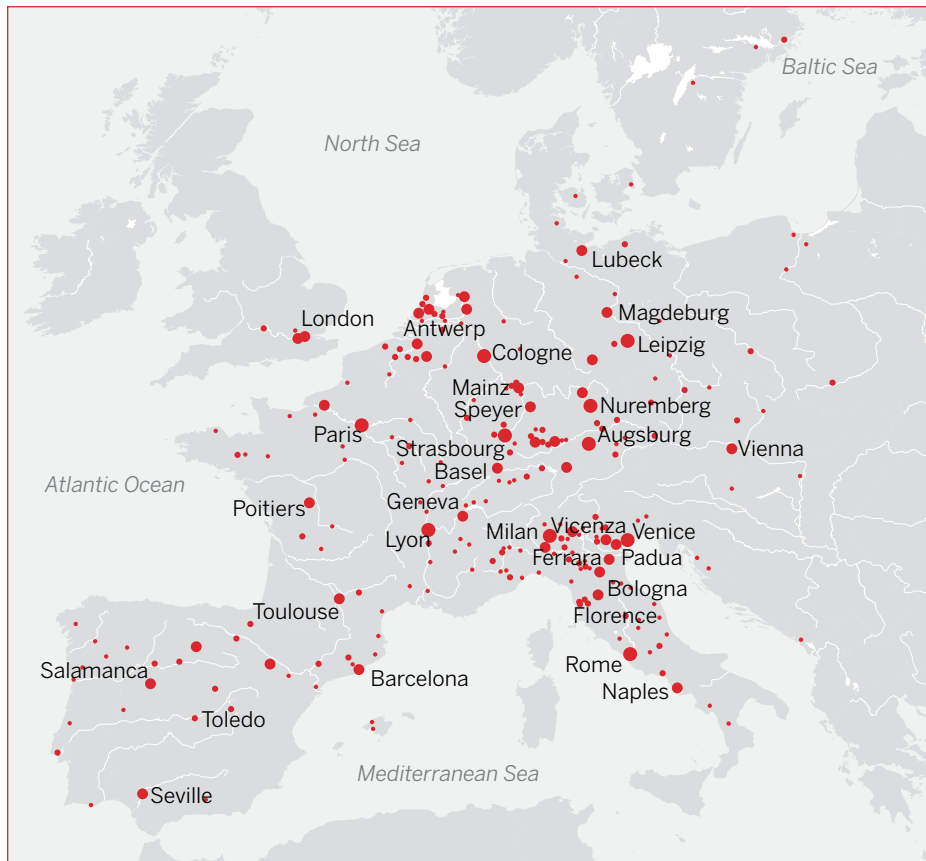 Baltic Sea
North Sea
Lubeck
London
Magdeburg
Antwerp
Leipzig
Cologne
Mainz
Speyer
Nuremberg
Paris
Augsburg
Strasbourg
Vienna
Basel
Atlantic Ocean
Geneva
Poitiers
Milan
Vicenza
Venice
Lyon
Ferrara
Padua
Bologna
Toulouse
Florence
Salamanca
Rome
Barcelona
Naples
Toledo
Mediterranean Sea
Seville